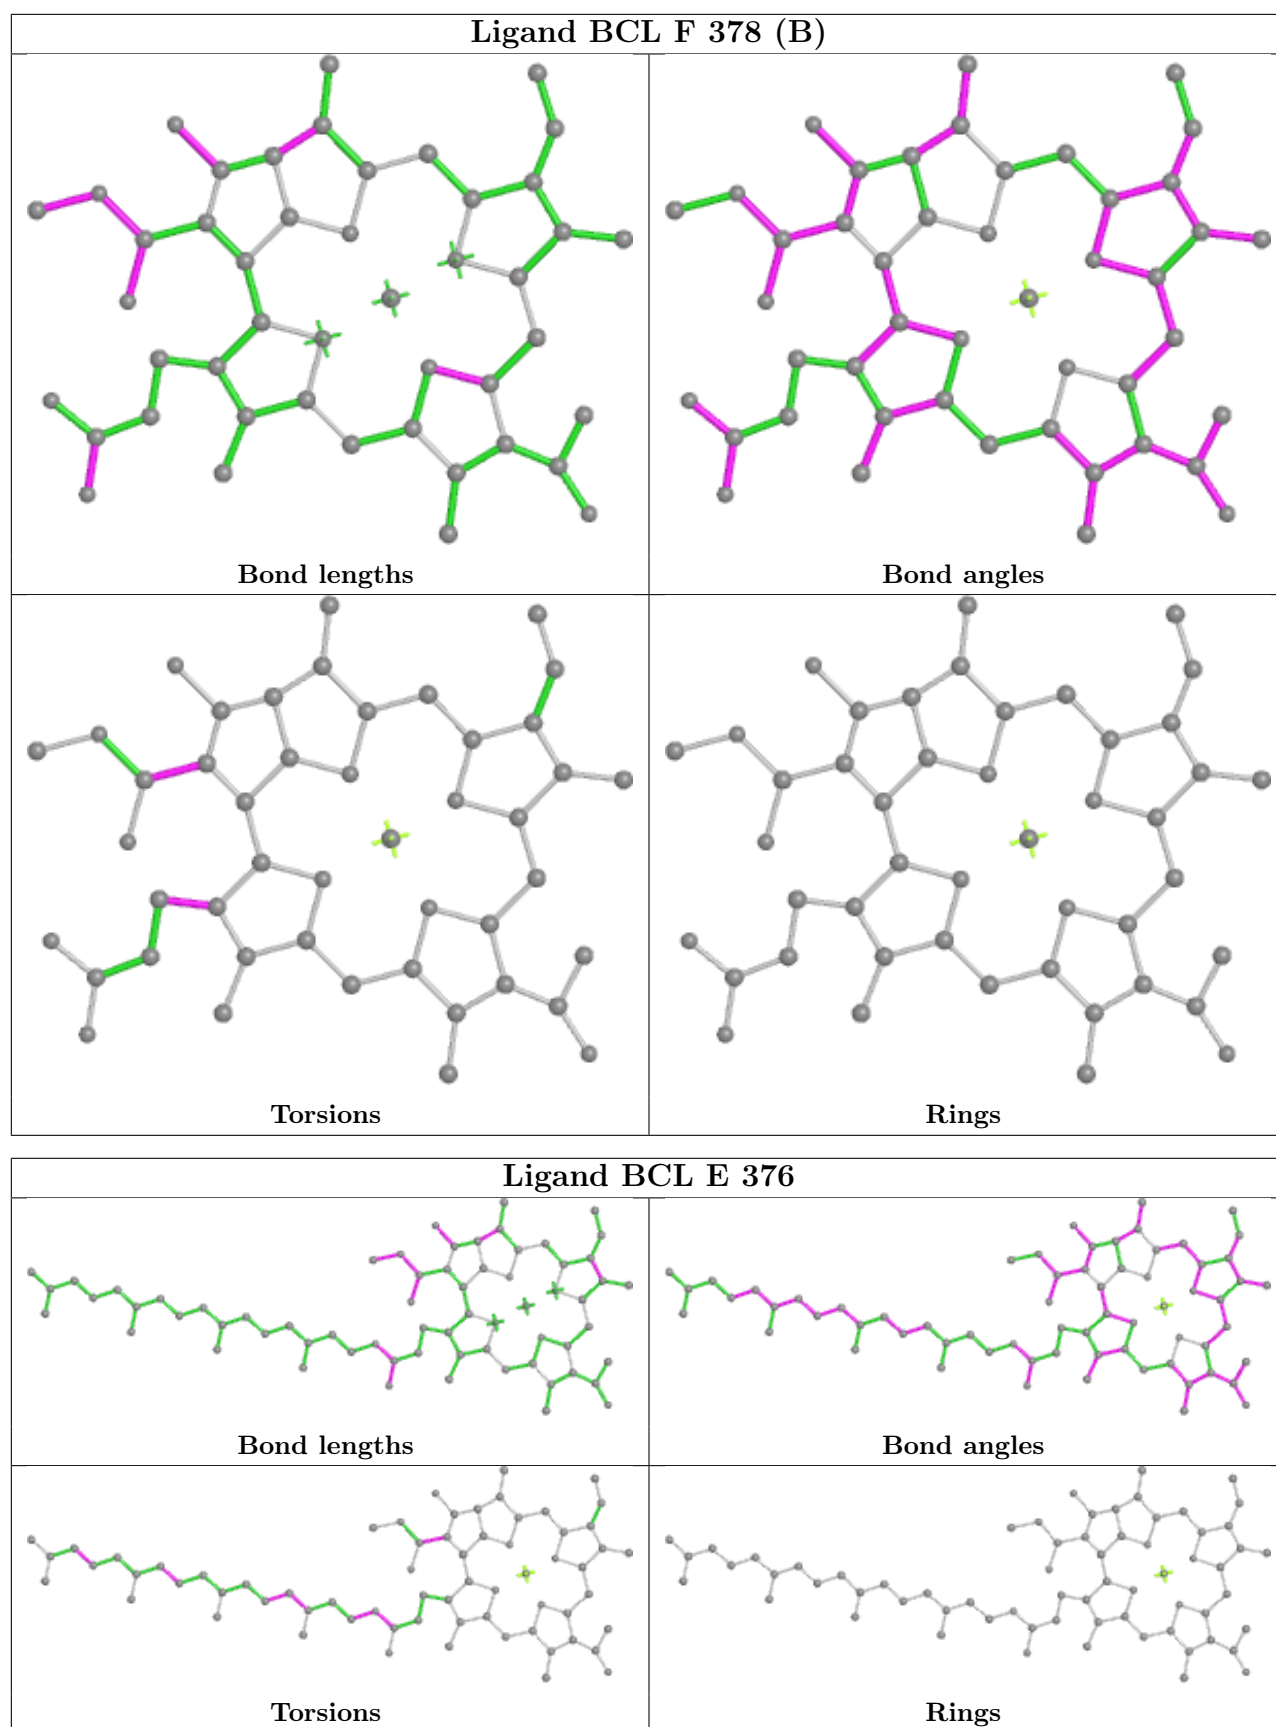 Ligand BCL F 378 (B)
Bond lengths
Bond angles
Torsions
Rings
Ligand BCL E 376
Bond lengths
Bond angles
Torsions
Rings